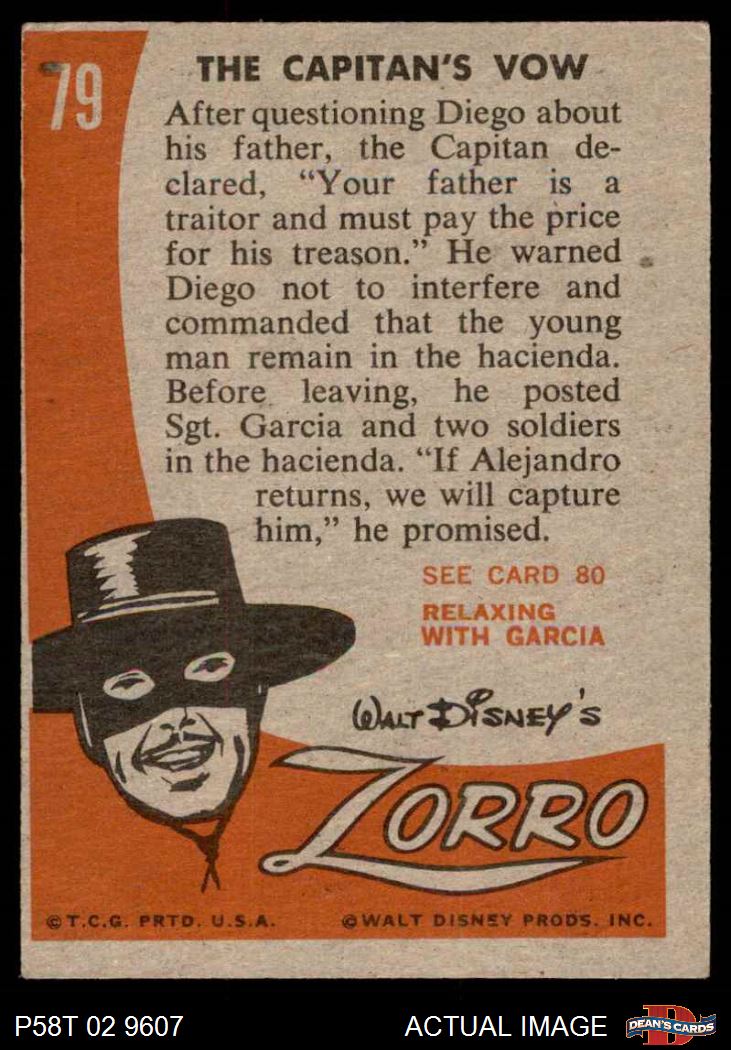 79
THE CAPITAN'S VOW
After questioning Diego about
his father, the Capitan de-
clared, "Your father is a
traitor and must pay the price
for his treason." He warned
Diego not to interfere and
commanded that the young
man remain in the hacienda.
Before leaving, he posted
Sgt. Garcia and two soldiers
in the hacienda. "If Alejandro
returns, we will capture
him," he promised.
SEE CARD 80
RELAXING
WITH GARCIA
WALT DISNEY'S
ZORRO
©T.C.G. PRTD. U.S.A.
©WALT DISNEY PRODS. INC.
P58T 02 9607
ACTUAL IMAGE
D
DEAN'S CARDS